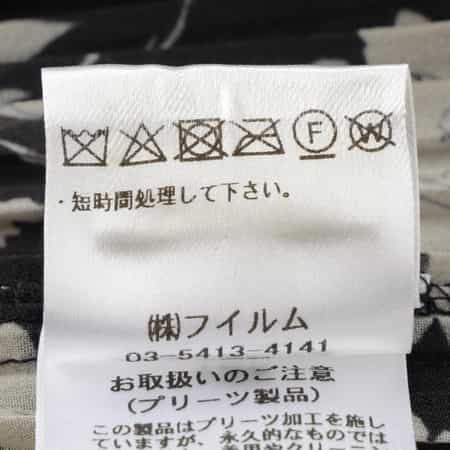 F W
・短時間処理して下さい。
㈱フイルム
03-5413-4141
お取扱いのご注意
(プリーツ製品)
この製品はプリーツ加工を施し
ていますが、永久的なものでは